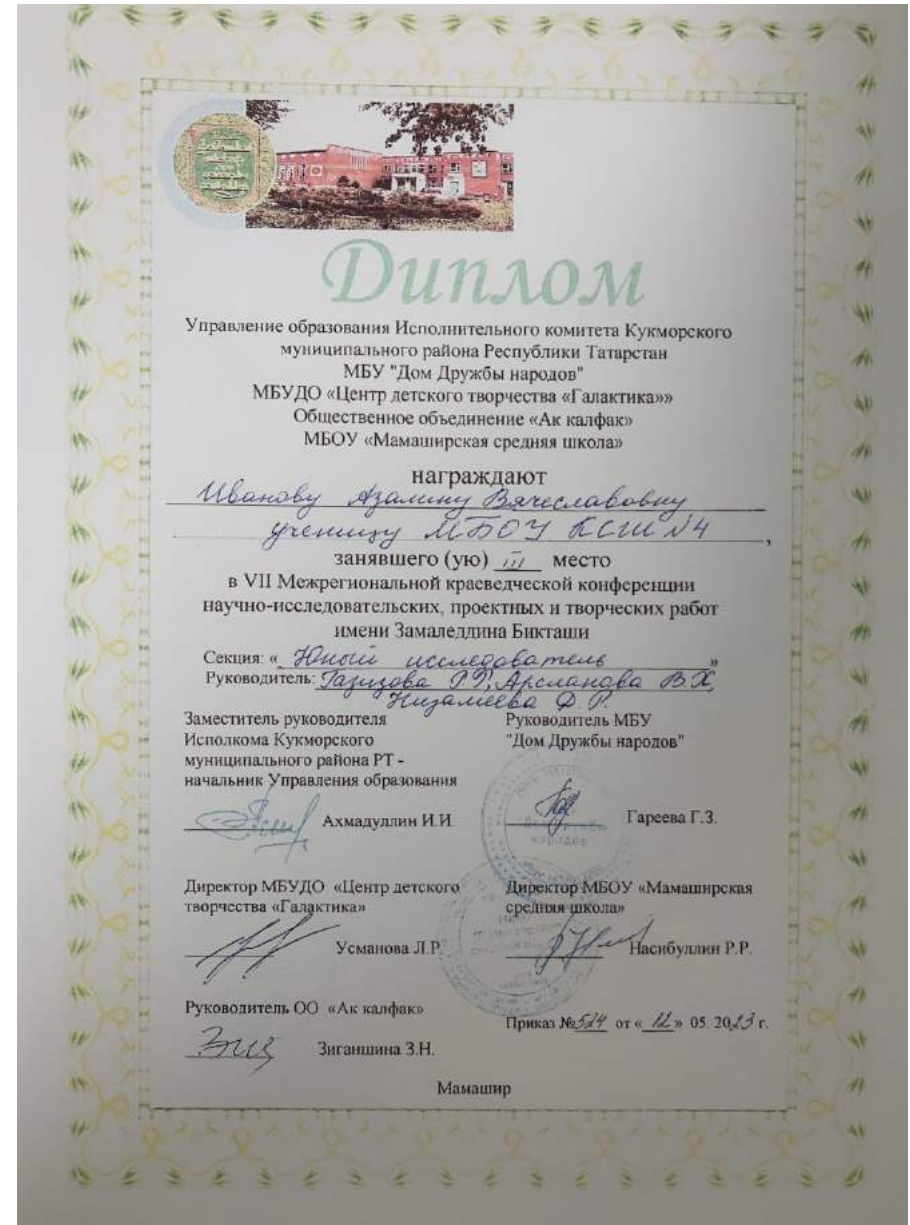 Диплом
Управление образования Исполнительного комитета Кукморского
муниципального района Республики Татарстан
МБУ "Дом Дружбы народов"
МБУДО «Центр детского творчества «Галактика»»
Общественное объединение «Ак калфак»
МБОУ «Мамаширская средняя школа»
награждают
Иванову Азалину Вячеславовну
ученицу МБОУ КСШ №4,
занявшего (ую) III место
в VII Межрегиональной краеведческой конференции
научно-исследовательских, проектных и творческих работ
имени Замаледдина Бикташи
Секция: « Юный исследователь »
Руководитель: Газизова Р.Р, Арсланова В.Х,
Низамеева Ф.Р.
Заместитель руководителя
Исполкома Кукморского
муниципального района РТ -
начальник Управления образования
Ахмадуллин И.И.
Руководитель МБУ
"Дом Дружбы народов"
Гареева Г.З.
Директор МБУДО «Центр детского
творчества «Галактика»
Усманова Л.Р.
Директор МБОУ «Мамаширская
средняя школа»
Насибуллин Р.Р.
Руководитель ОО «Ак калфак»
Зиганшина З.Н.
Приказ №524 от « 12 » 05. 2023 г.
Мамашир